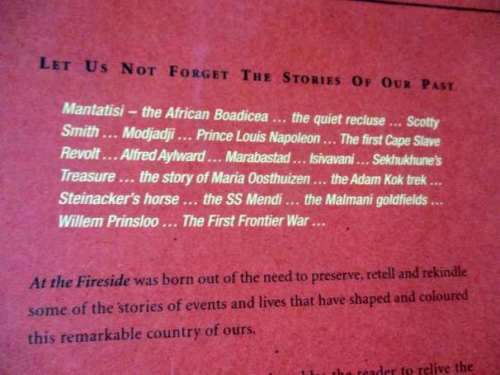 LET US NOT FORGET THE STORIES OF OUR PAST
Mantatisi – the African Boadicea ... the quiet recluse ... Scotty
Smith ... Modjadji ... Prince Louis Napoleon ... The first Cape Slave
Revolt ... Alfred Aylward ... Marabastad ... Isivavani ... Sekhukhune's
Treasure ... the story of Maria Oosthuizen ... the Adam Kok trek ...
Steinacker's horse ... the SS Mendi ... the Malmani goldfields ...
Willem Prinsloo ... The First Frontier War ...
At the Fireside was born out of the need to preserve, retell and rekindle
some of the stories of events and lives that have shaped and coloured
this remarkable country of ours.
the reader to relive the